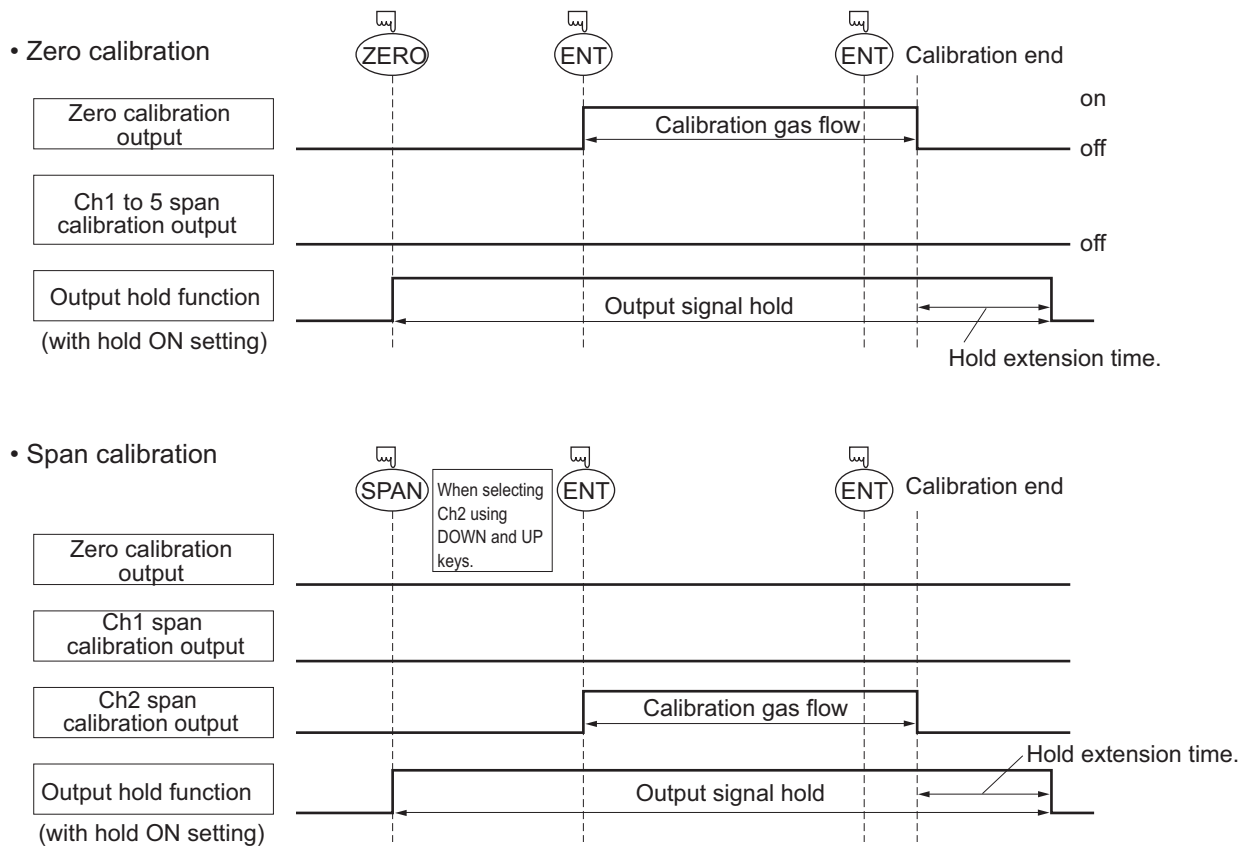 • Zero calibration
ZERO
ENT
ENT
Calibration end
Zero calibration
output
Calibration gas flow
on
off
Ch1 to 5 span
calibration output
off
Output hold function
(with hold ON setting)
Output signal hold
Hold extension time.
• Span calibration
SPAN
When selecting
Ch2 using
DOWN and UP
keys.
ENT
ENT
Calibration end
Zero calibration
output
Ch1 span
calibration output
Ch2 span
calibration output
Calibration gas flow
Hold extension time.
Output hold function
(with hold ON setting)
Output signal hold